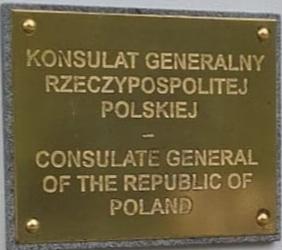 KONSULAT GENERALNY
RZECZYPOSPOLITEJ
POLSKIEJ
–
CONSULATE GENERAL
OF THE REPUBLIC OF
POLAND